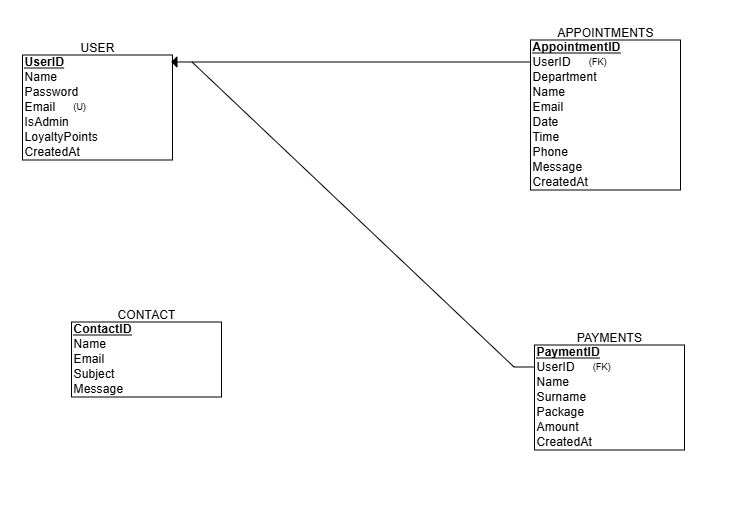 USER
UserID
Name
Password
Email (U)
IsAdmin
LoyaltyPoints
CreatedAt
APPOINTMENTS
AppointmentID
UserID (FK)
Department
Name
Email
Date
Time
Phone
Message
CreatedAt
CONTACT
ContactID
Name
Email
Subject
Message
PAYMENTS
PaymentID
UserID (FK)
Name
Surname
Package
Amount
CreatedAt